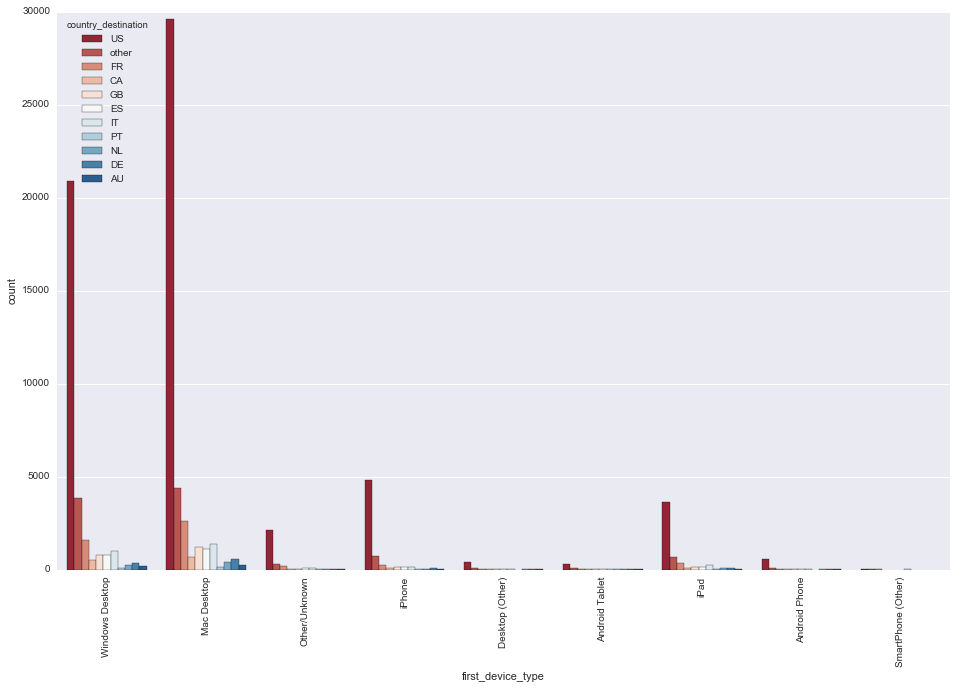 country_destination
US
other
FR
CA
GB
ES
IT
PT
NL
DE
AU
30000
25000
20000
15000
10000
5000
0
count
Windows Desktop
Mac Desktop
Other/Unknown
iPhone
Desktop (Other)
Android Tablet
iPad
Android Phone
SmartPhone (Other)
first_device_type